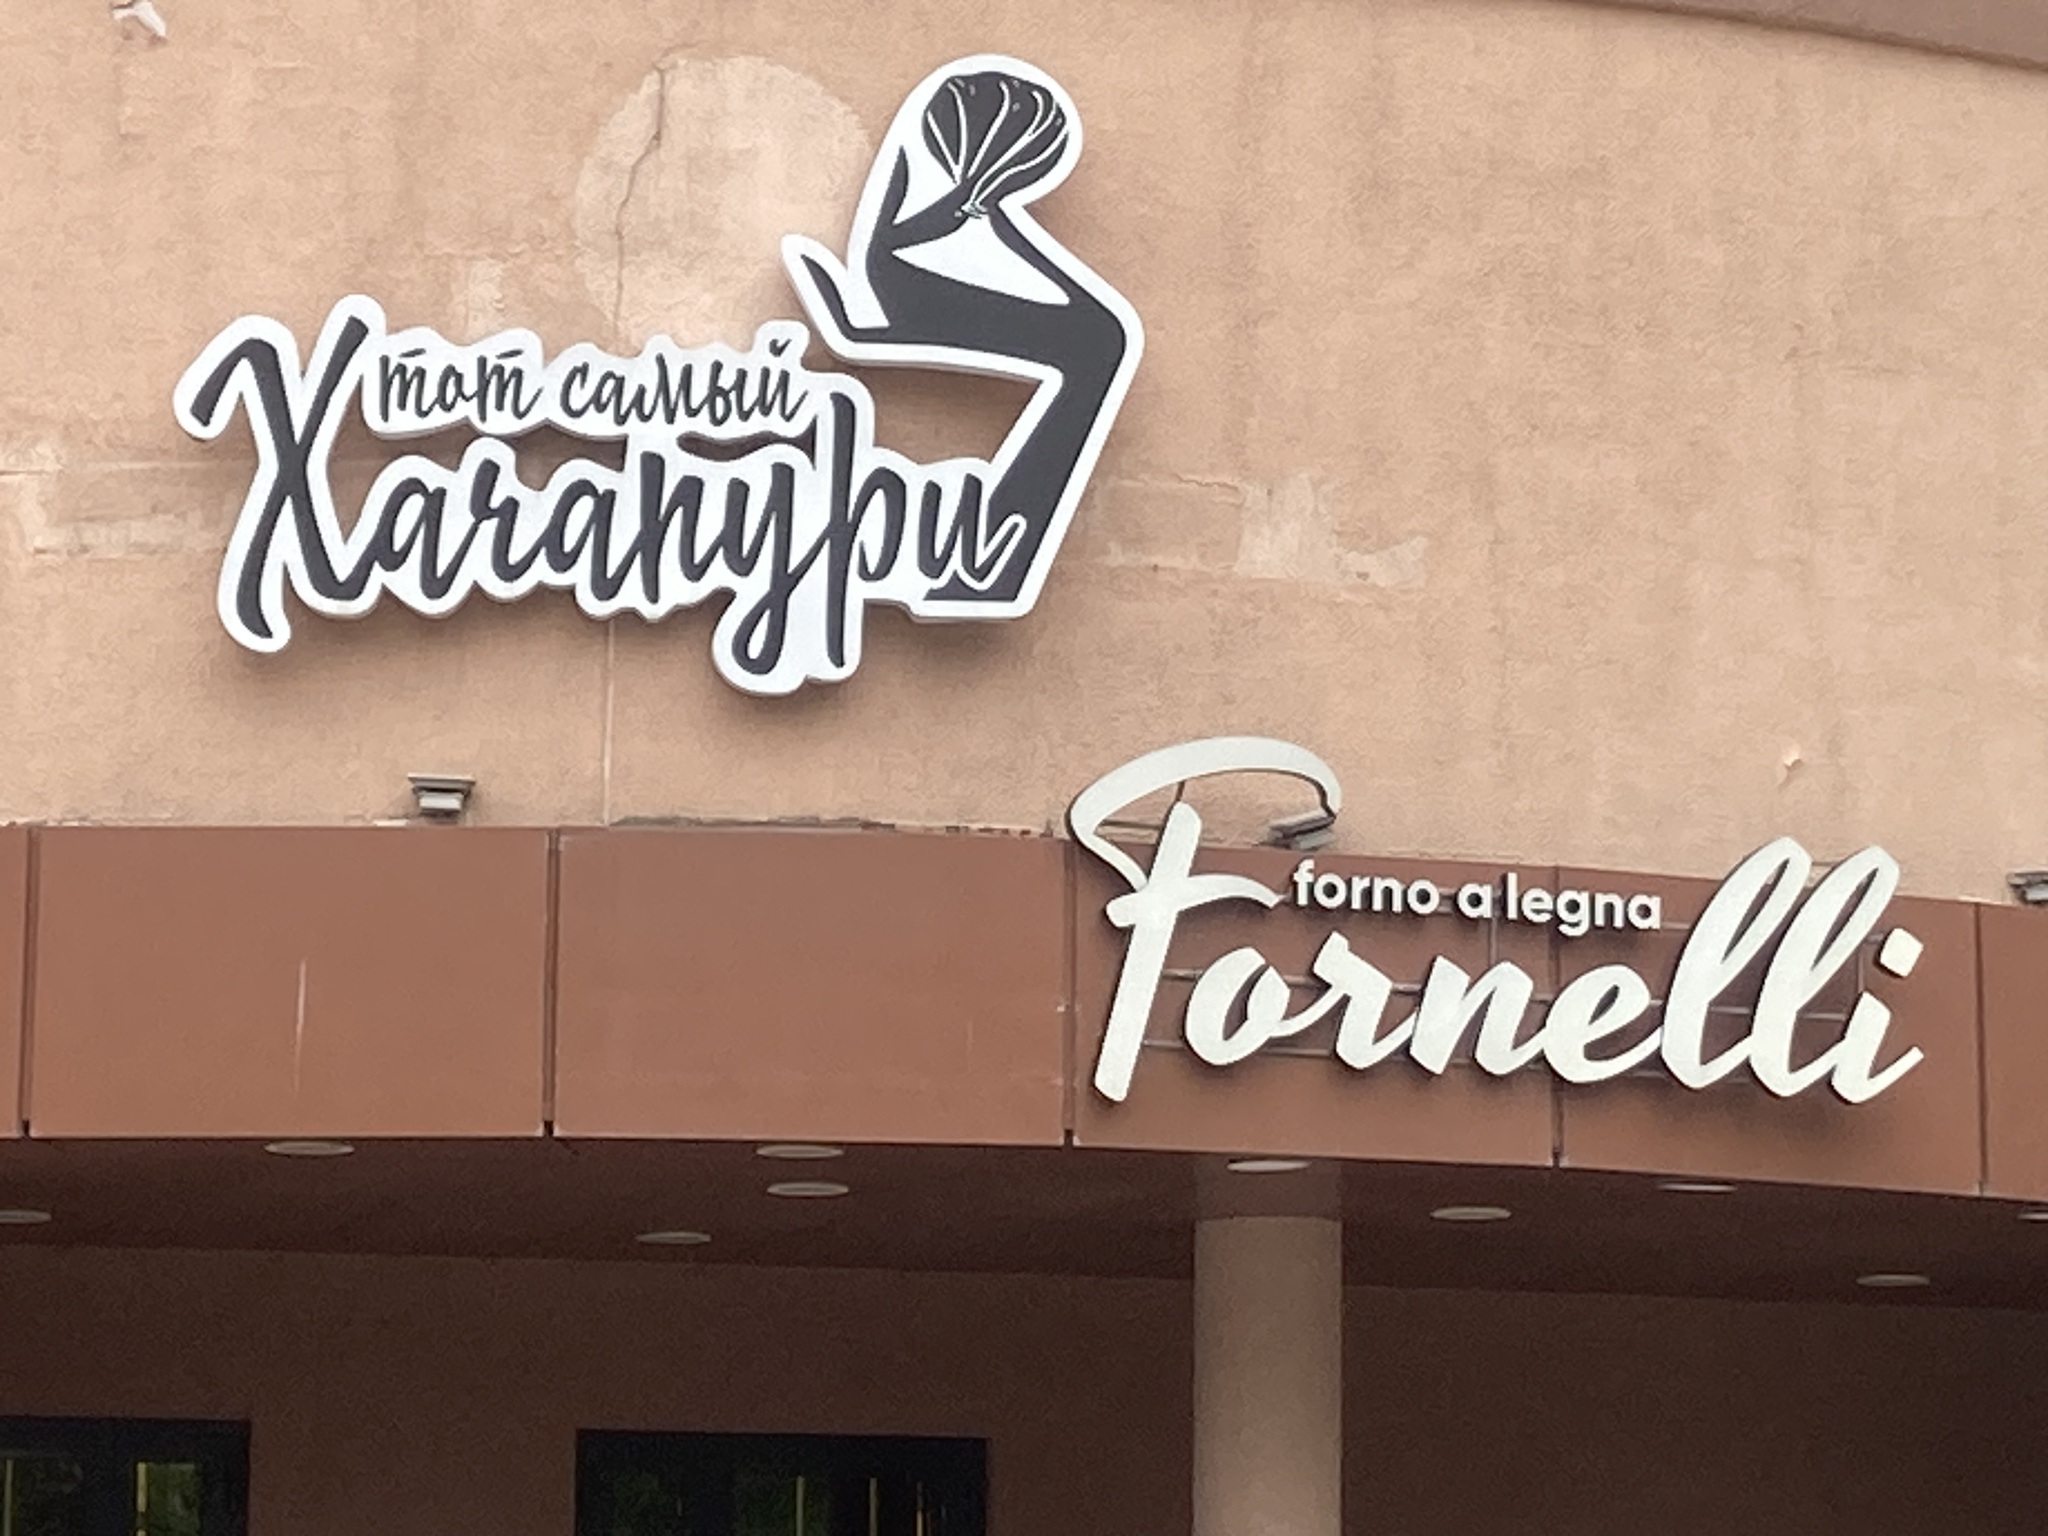 тот самый
Хачапури
forno a legna
Fornelli